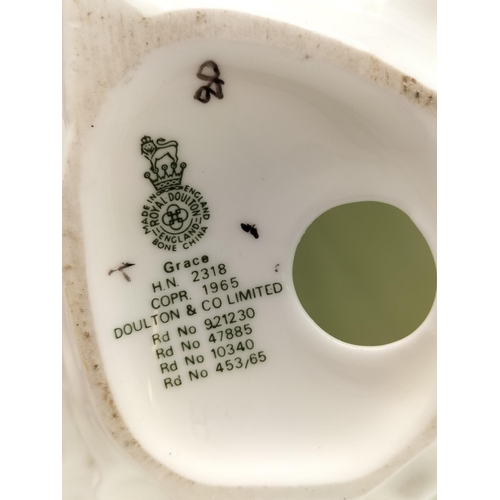 MADE IN ENGLAND
ROYAL DOULTON
ENGLAND
BONE CHINA
Grace
H.N. 2318
COPR. 1965
DOULTON & CO LIMITED
Rd No 921230
Rd No 47885
Rd No 10340
Rd No 453/65